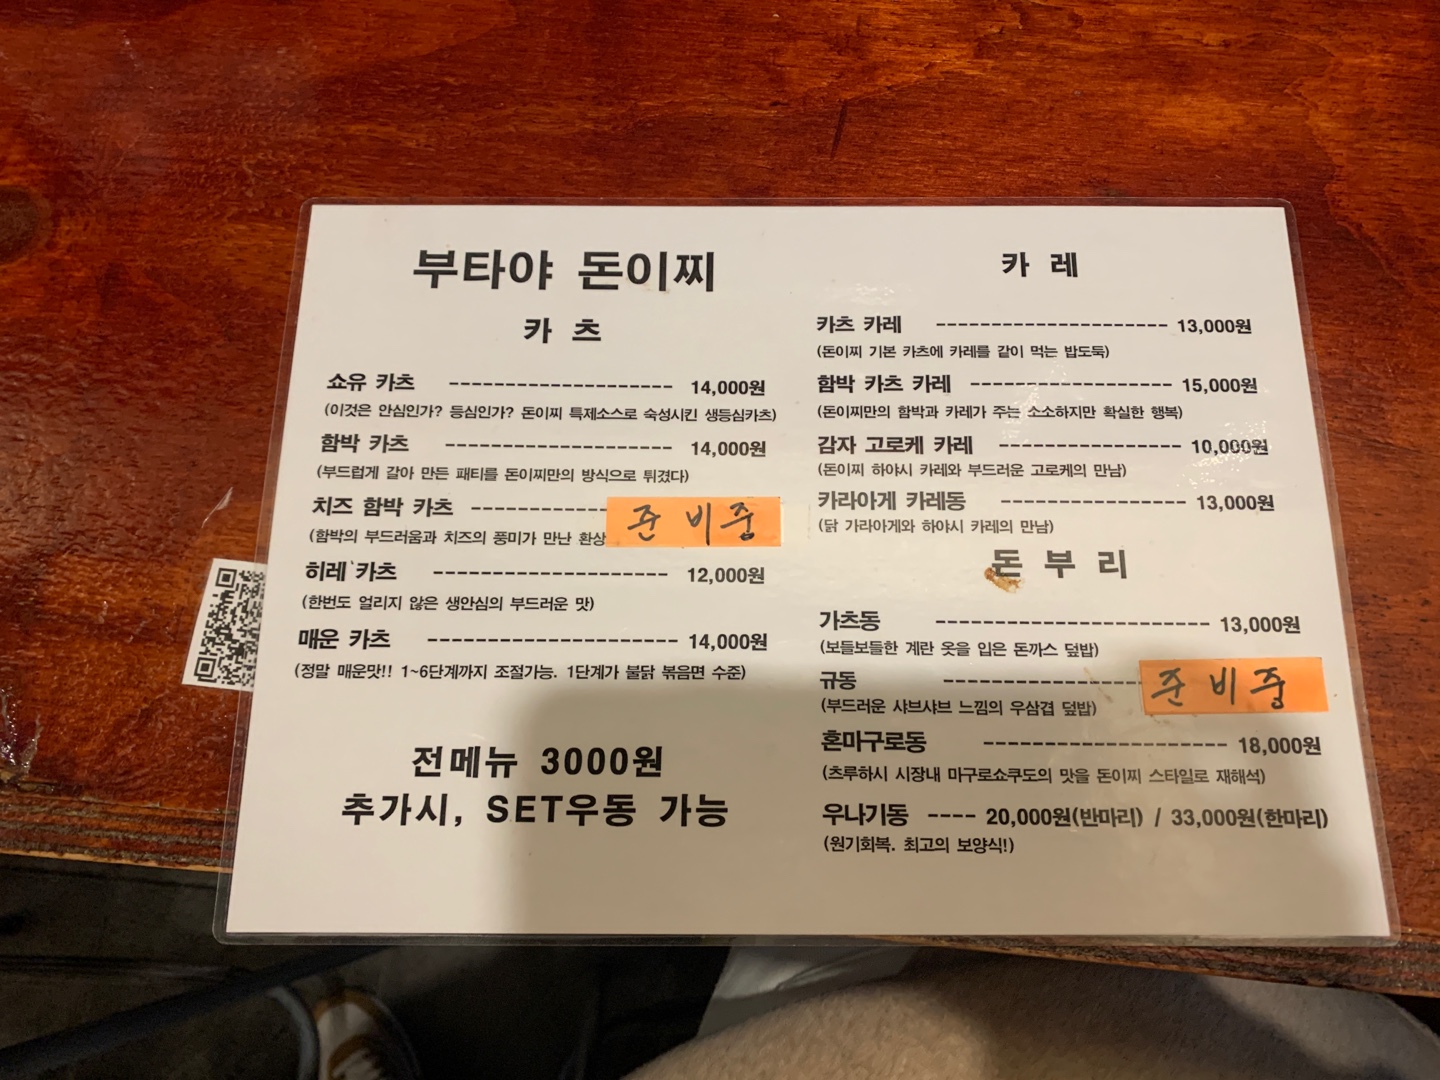 부타야 돈이찌
카 츠
쇼유 카츠 -------------------- 14,000원
(이것은 안심인가? 등심인가? 돈이찌 특제소스로 숙성시킨 생등심카츠)
함박 카츠 -------------------- 14,000원
(부드럽게 갈아 만든 패티를 돈이찌만의 방식으로 튀겼다)
치즈 함박 카츠 ------------ 준비중
(함박의 부드러움과 치즈의 풍미가 만난 환상
히레 카츠 --------------------- 12,000원
(한번도 얼리지 않은 생안심의 부드러운 맛)
매운 카츠 ---------------------- 14,000원
(정말 매운맛!! 1~6단계까지 조절가능. 1단계가 불닭 볶음면 수준)
전메뉴 3000원
추가시, SET우동 가능
카 레
카츠 카레 --------------------- 13,000원
(돈이찌 기본 카츠에 카레를 같이 먹는 밥도둑)
함박 카츠 카레 ------------------ 15,000원
(돈이찌만의 함박과 카레가 주는 소소하지만 확실한 행복)
감자 고로케 카레 ---------------- 10,000원
(돈이찌 하야시 카레와 부드러운 고로케의 만남)
카라아게 카레동 ----------------- 13,000원
(닭 가라아게와 하야시 카레의 만남)
돈 부 리
가츠동 ------------------------- 13,000원
(보들보들한 계란 옷을 입은 돈까스 덮밥)
규동 ------------------ 준비중
(부드러운 샤브샤브 느낌의 우삼겹 덮밥)
혼마구로동 ---------------------- 18,000원
(츠루하시 시장내 마구로쇼쿠도의 맛을 돈이찌 스타일로 재해석)
우나기동 ---- 20,000원(반마리) / 33,000원(한마리)
(원기회복. 최고의 보양식!)